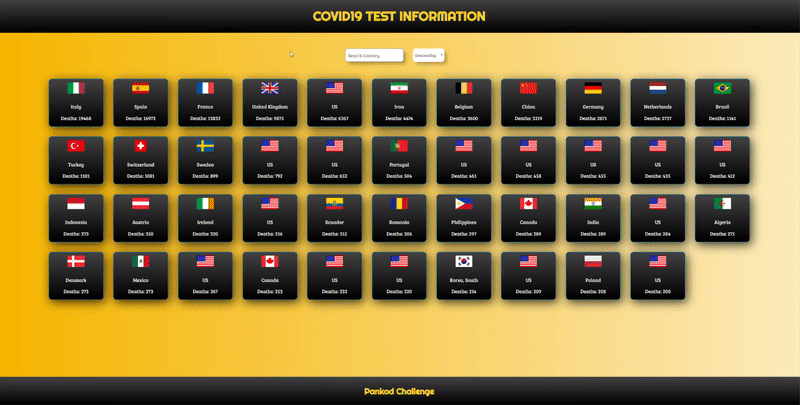 COVID19 TEST INFORMATION
Search Country
Descending
Italy
Deaths: 19468
Spain
Deaths: 16972
France
Deaths: 13832
United Kingdom
Deaths: 9875
US
Deaths: 6367
Iran
Deaths: 4474
Belgium
Deaths: 3600
China
Deaths: 3219
Germany
Deaths: 2871
Netherlands
Deaths: 2737
Brazil
Deaths: 1141
Turkey
Deaths: 1101
Switzerland
Deaths: 1081
Sweden
Deaths: 899
US
Deaths: 792
US
Deaths: 652
Portugal
Deaths: 504
US
Deaths: 461
US
Deaths: 458
US
Deaths: 455
US
Deaths: 435
US
Deaths: 412
Indonesia
Deaths: 373
Austria
Deaths: 350
Ireland
Deaths: 320
US
Deaths: 316
Ecuador
Deaths: 315
Romania
Deaths: 306
Philippines
Deaths: 297
Canada
Deaths: 289
India
Deaths: 289
US
Deaths: 284
Algeria
Deaths: 275
Denmark
Deaths: 273
Mexico
Deaths: 273
US
Deaths: 267
Canada
Deaths: 253
US
Deaths: 232
US
Deaths: 220
Korea, South
Deaths: 214
US
Deaths: 209
Poland
Deaths: 208
US
Deaths: 200
Pankod Challenge